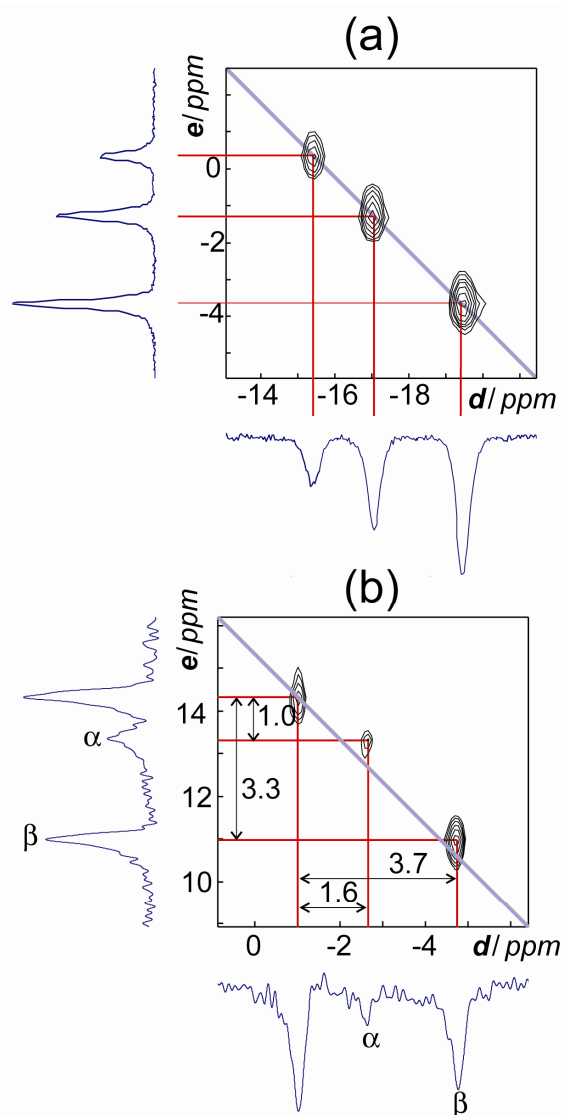 (a)
e/ppm
0
-2
-4
-14 -16 -18 d/ppm
(b)
e/ppm
14
12
10
1.0
3.3
3.7
1.6
α
β
0 -2 -4 d/ppm
α
β